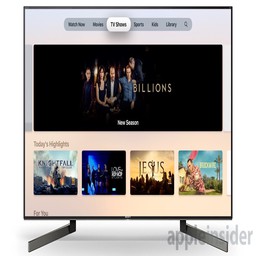 Watch Now Movies TV Shows Sports Kids Library
BILLIONS
New Season
Today's Highlights
KNIGHTFALL
JESUS
For You
appleinsider